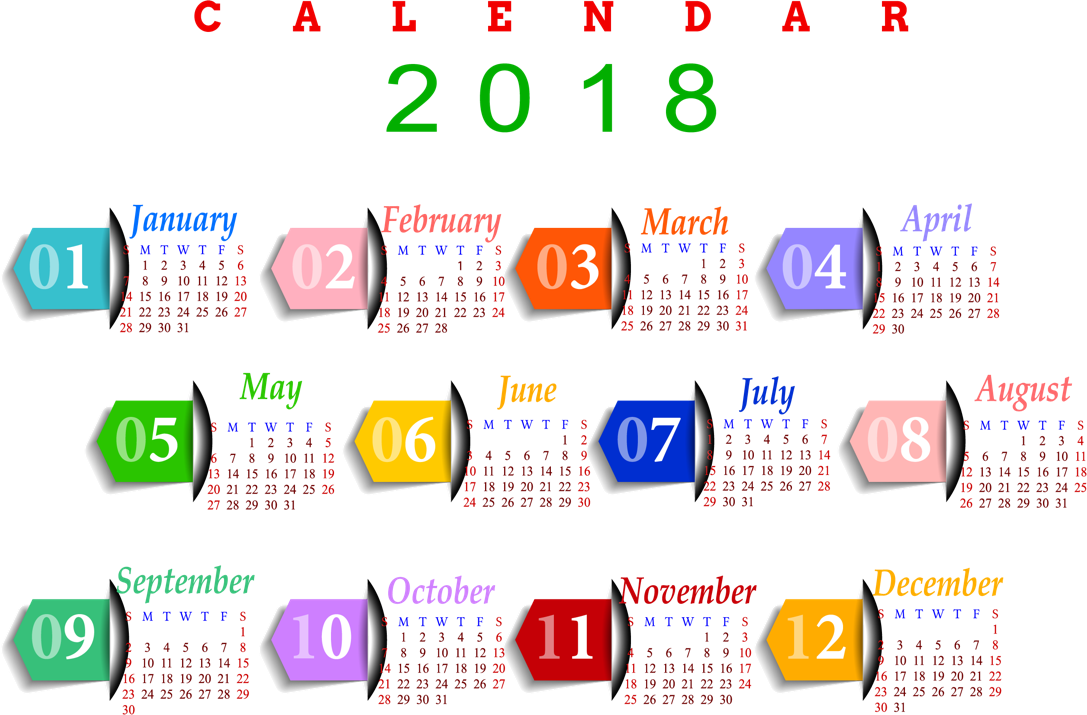 C A L E N D A R
2 0 1 8
01
January
S M T W T F S
1 2 3 4 5 6
7 8 9 10 11 12 13
14 15 16 17 18 19 20
21 22 23 24 25 26 27
28 29 30 31
02
February
S M T W T F S
1 2 3
4 5 6 7 8 9 10
11 12 13 14 15 16 17
18 19 20 21 22 23 24
25 26 27 28
03
March
S M T W T F S
1 2 3
4 5 6 7 8 9 10
11 12 13 14 15 16 17
18 19 20 21 22 23 24
25 26 27 28 29 30 31
04
April
S M T W T F S
1 2 3 4 5 6 7
8 9 10 11 12 13 14
15 16 17 18 19 20 21
22 23 24 25 26 27 28
29 30
05
May
S M T W T F S
1 2 3 4 5
6 7 8 9 10 11 12
13 14 15 16 17 18 19
20 21 22 23 24 25 26
27 28 29 30 31
06
June
S M T W T F S
1 2
3 4 5 6 7 8 9
10 11 12 13 14 15 16
17 18 19 20 21 22 23
24 25 26 27 28 29 30
07
July
S M T W T F S
1 2 3 4 5 6 7
8 9 10 11 12 13 14
15 16 17 18 19 20 21
22 23 24 25 26 27 28
29 30 31
08
August
S M T W T F S
1 2 3 4
5 6 7 8 9 10 11
12 13 14 15 16 17 18
19 20 21 22 23 24 25
26 27 28 29 30 31
09
September
S M T W T F S
1
2 3 4 5 6 7 8
9 10 11 12 13 14 15
16 17 18 19 20 21 22
23 24 25 26 27 28 29
30
10
October
S M T W T F S
1 2 3 4 5 6
7 8 9 10 11 12 13
14 15 16 17 18 19 20
21 22 23 24 25 26 27
28 29 30 31
11
November
S M T W T F S
1 2 3
4 5 6 7 8 9 10
11 12 13 14 15 16 17
18 19 20 21 22 23 24
25 26 27 28 29 30
12
December
S M T W T F S
1
2 3 4 5 6 7 8
9 10 11 12 13 14 15
16 17 18 19 20 21 22
23 24 25 26 27 28 29
30 31